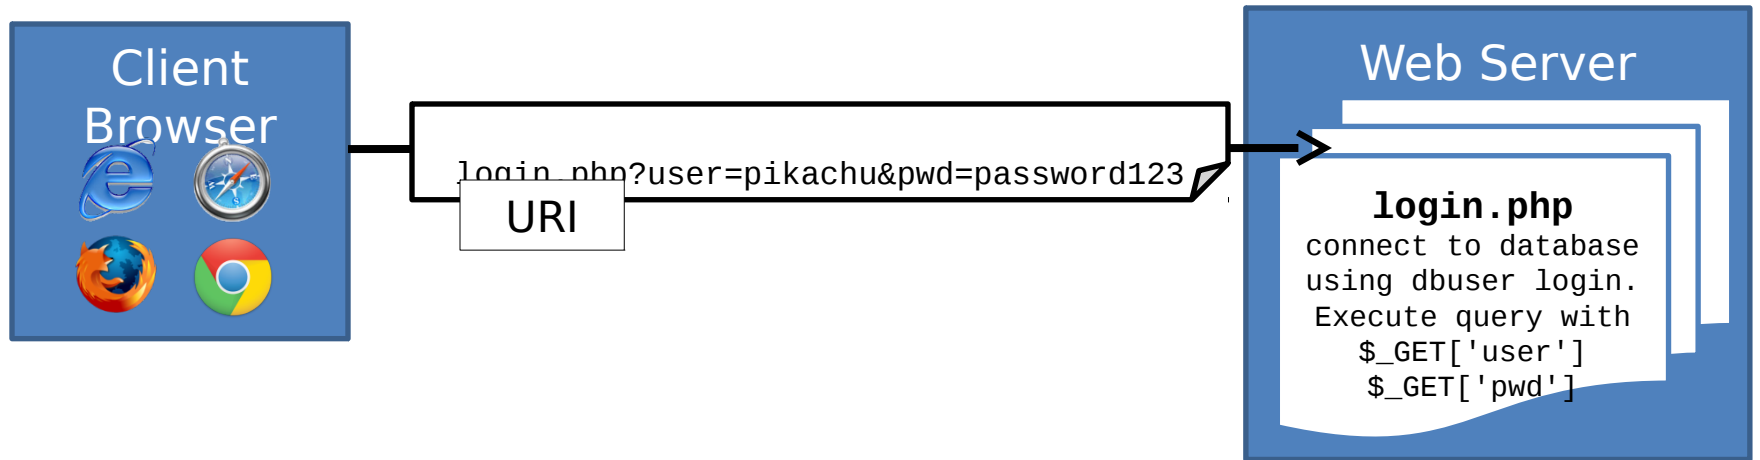 Client
Browser
login.php?user=pikachu&pwd=password123
URI
Web Server
login.php
connect to database
using dbuser login.
Execute query with
$_GET['user']
$_GET['pwd']